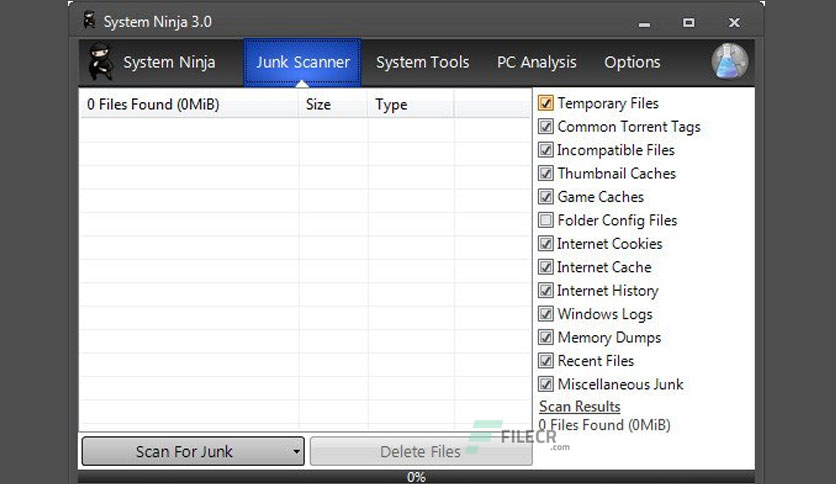 System Ninja 3.0
System Ninja
Junk Scanner
System Tools
PC Analysis
Options
0 Files Found (0MiB)
Size
Type
Temporary Files
Common Torrent Tags
Incompatible Files
Thumbnail Caches
Game Caches
Folder Config Files
Internet Cookies
Internet Cache
Internet History
Windows Logs
Memory Dumps
Recent Files
Miscellaneous Junk
Scan Results
0 Files Found (0MiB)
FILECR
.com
Scan For Junk
Delete Files
0%